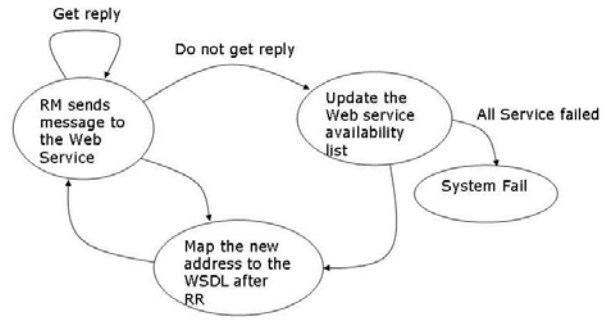 Get reply
Do not get reply
RM sends
message to
the Web
Service
Update the
Web service
availability
list
All Service failed
System Fail
Map the new
address to the
WSDL after
RR